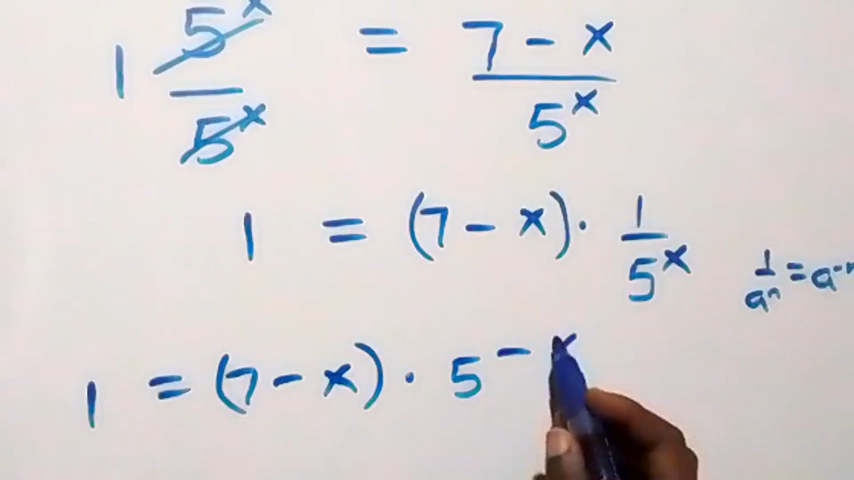 1 5^x/5^x = 7 - x/5^x
1 = (7 - x) · 1/5^x
1/a^n = a^-n
1 = (7 - x) · 5^- x